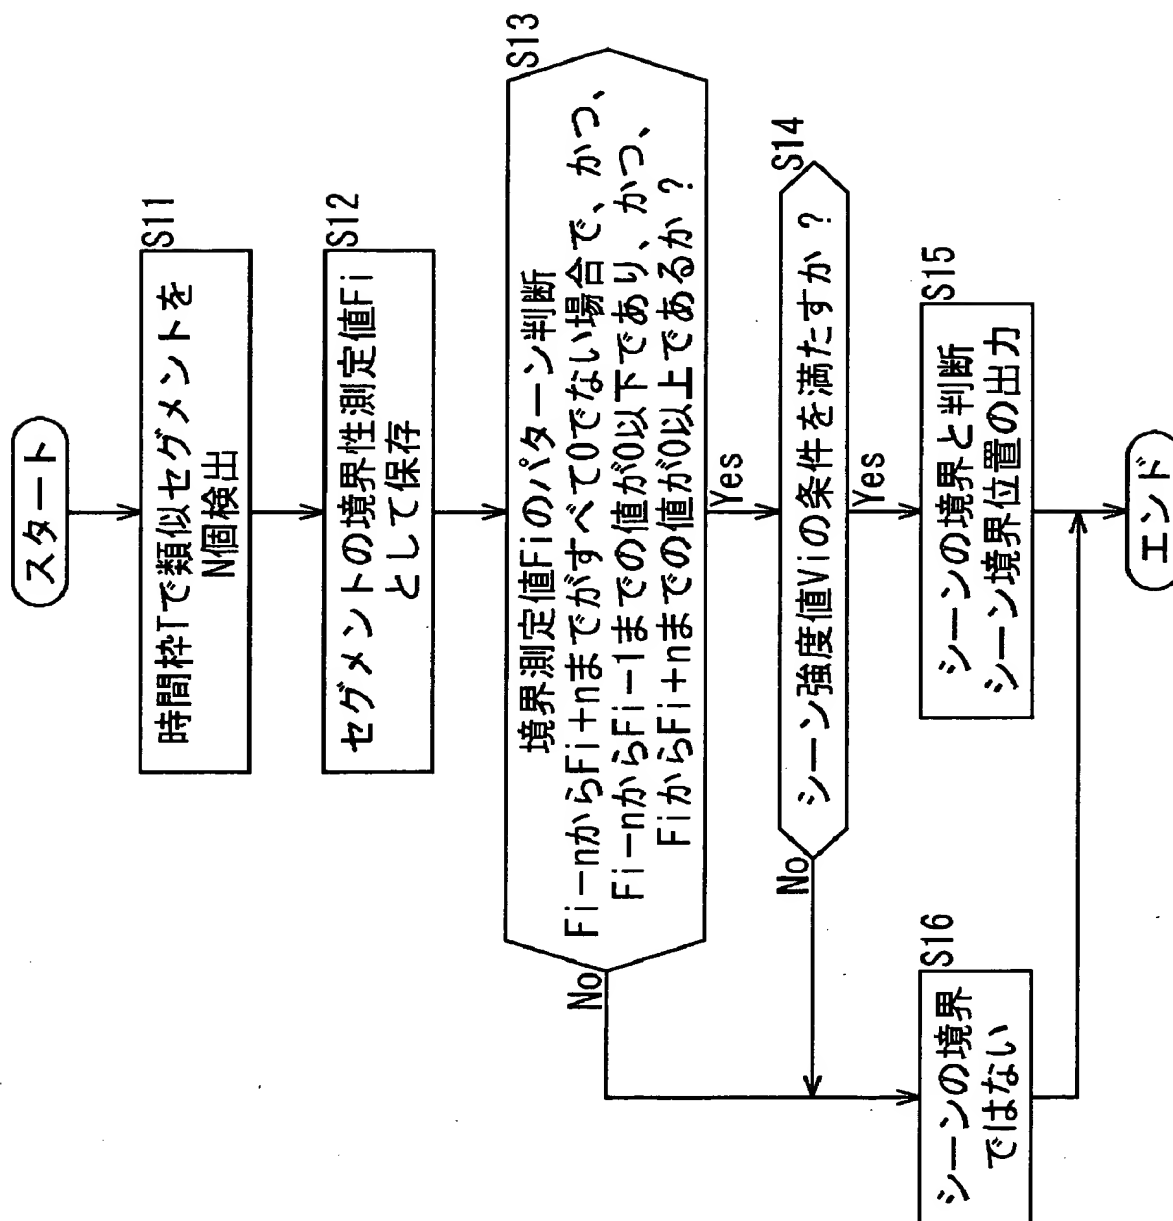 スタート
S11
時間枠Tで類似セグメントを
N個検出
S12
セグメントの境界性測定値Fi
として保存
S13
境界測定値Fiのパターン判断
Fi−nからFi+nまでがすべて0でない場合で、かつ、
Fi−nからFi−1までの値が0以下であり、かつ、
FiからFi+nまでの値が0以上であるか?
Yes
No
S14
シーン強度値Viの条件を満たすか?
Yes
No
S15
シーンの境界と判断
シーン境界位置の出力
S16
シーンの境界
ではない
エンド